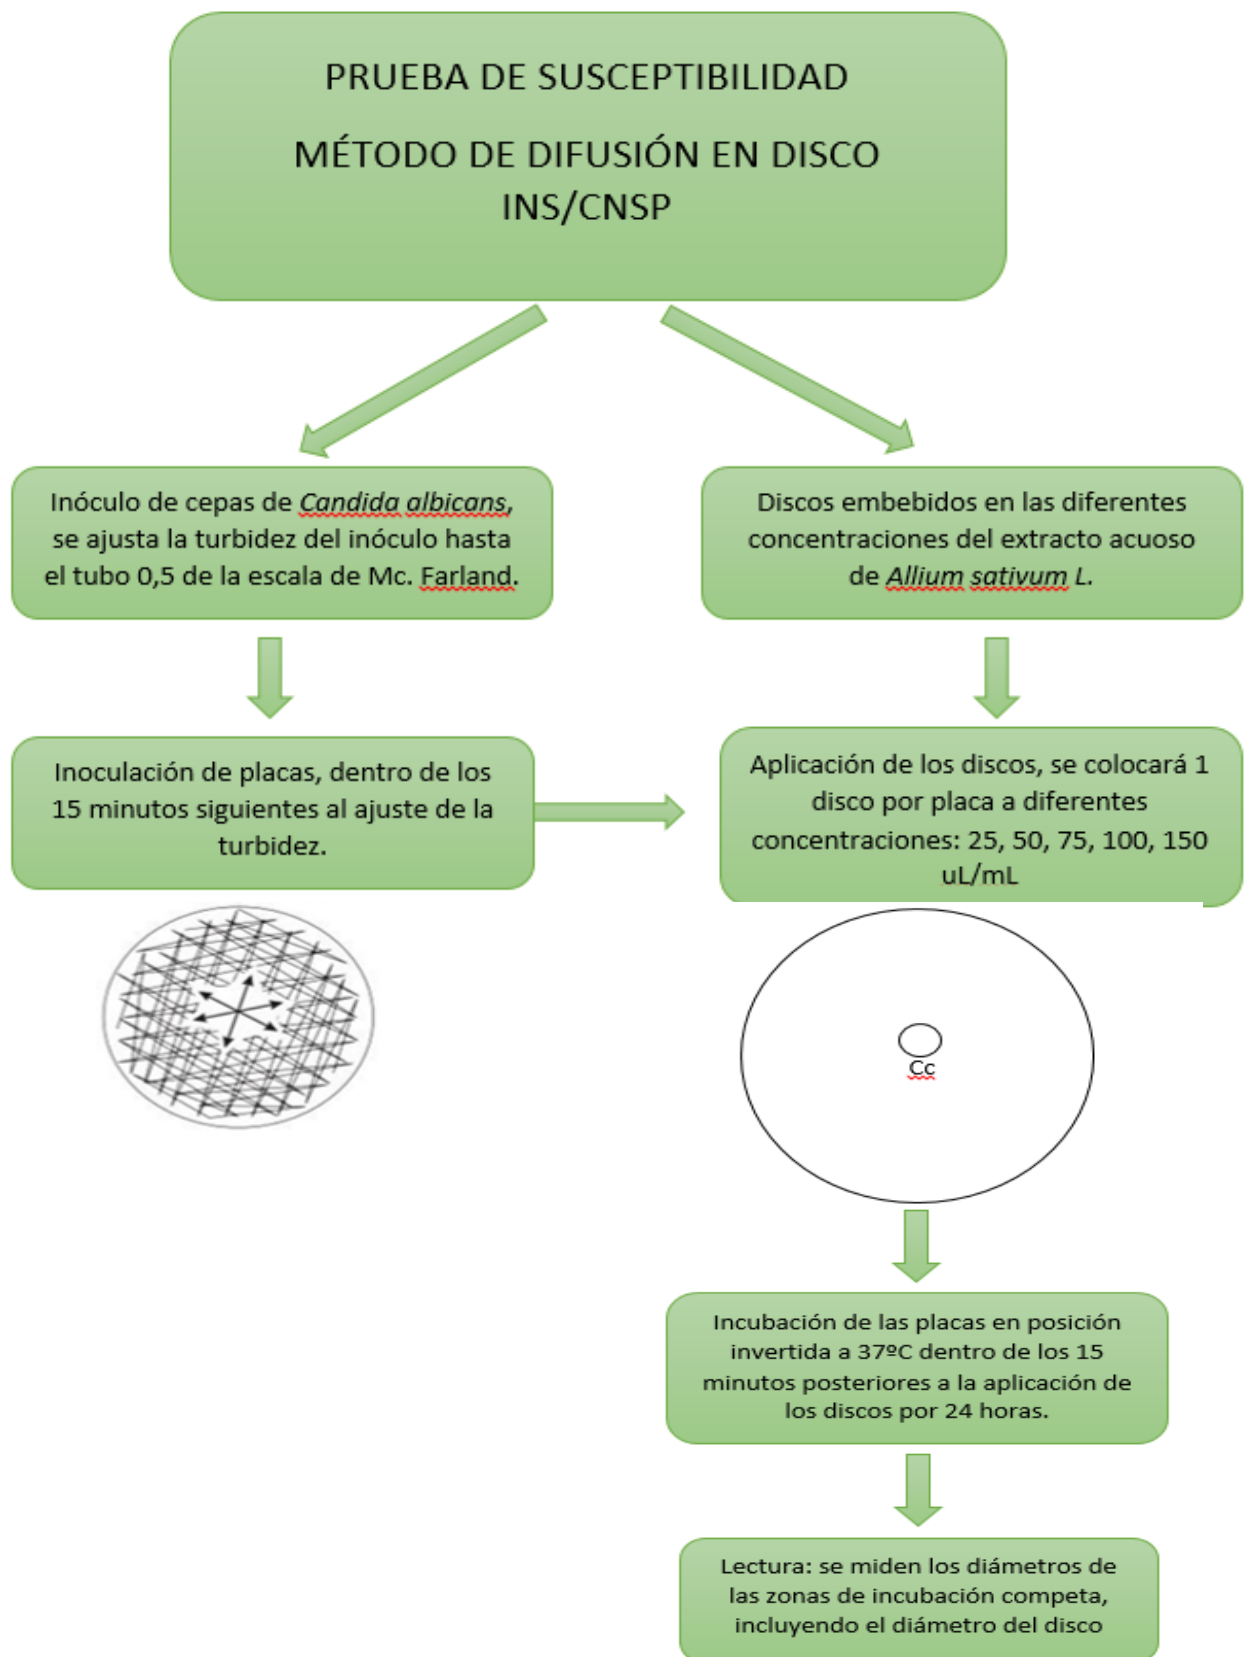 PRUEBA DE SUSCEPTIBILIDAD
MÉTODO DE DIFUSIÓN EN DISCO
INS/CNSP
Inóculo de cepas de Candida albicans,
se ajusta la turbidez del inóculo hasta
el tubo 0,5 de la escala de Mc. Farland.
Discos embebidos en las diferentes
concentraciones del extracto acuoso
de Allium sativum L.
Inoculación de placas, dentro de los
15 minutos siguientes al ajuste de la
turbidez.
Aplicación de los discos, se colocará 1
disco por placa a diferentes
concentraciones: 25, 50, 75, 100, 150
uL/mL
Cc
Incubación de las placas en posición
invertida a 37ºC dentro de los 15
minutos posteriores a la aplicación de
los discos por 24 horas.
Lectura: se miden los diámetros de
las zonas de incubación competa,
incluyendo el diámetro del disco